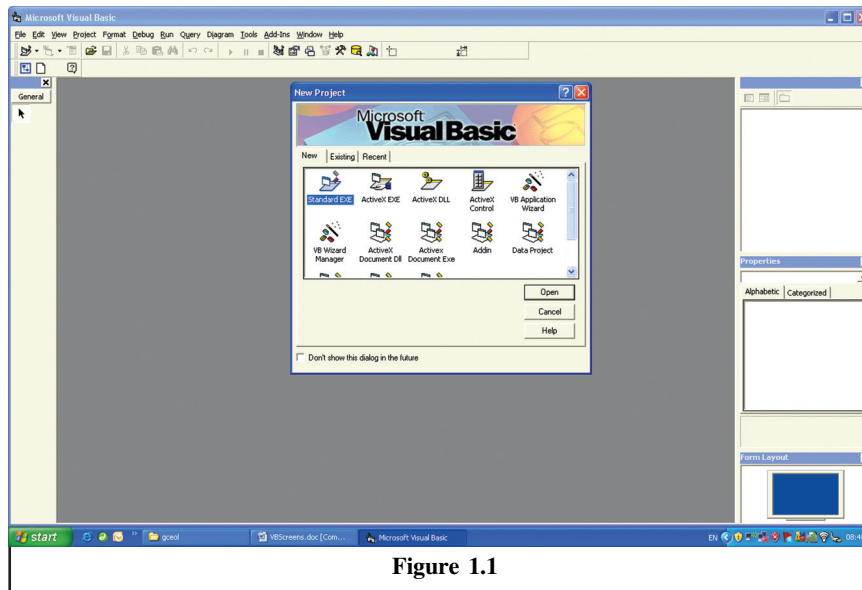 Microsoft Visual Basic
File Edit View Project Format Debug Run Query Diagram Tools Add-Ins Window Help
General
New Project
Microsoft
Visual Basic
New Existing Recent
Standard EXE ActiveX EXE ActiveX DLL ActiveX Control VB Application Wizard
VB Wizard Manager ActiveX Document Dll Activex Document Exe Addin Data Project
Open
Cancel
Help
Don't show this dialog in the future
Properties
Alphabetic Categorized
Form Layout
start gceol VBScreens.doc [Com... Microsoft Visual Basic EN
Figure 1.1